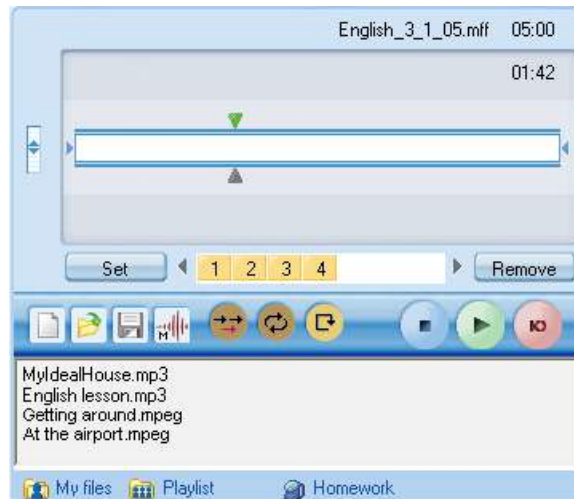 English_3_1_05.mff 05:00
01:42
Set 1 2 3 4 Remove
M
MyIdealHouse.mp3
English lesson.mp3
Getting around.mpeg
At the airport.mpeg
My files Playlist Homework